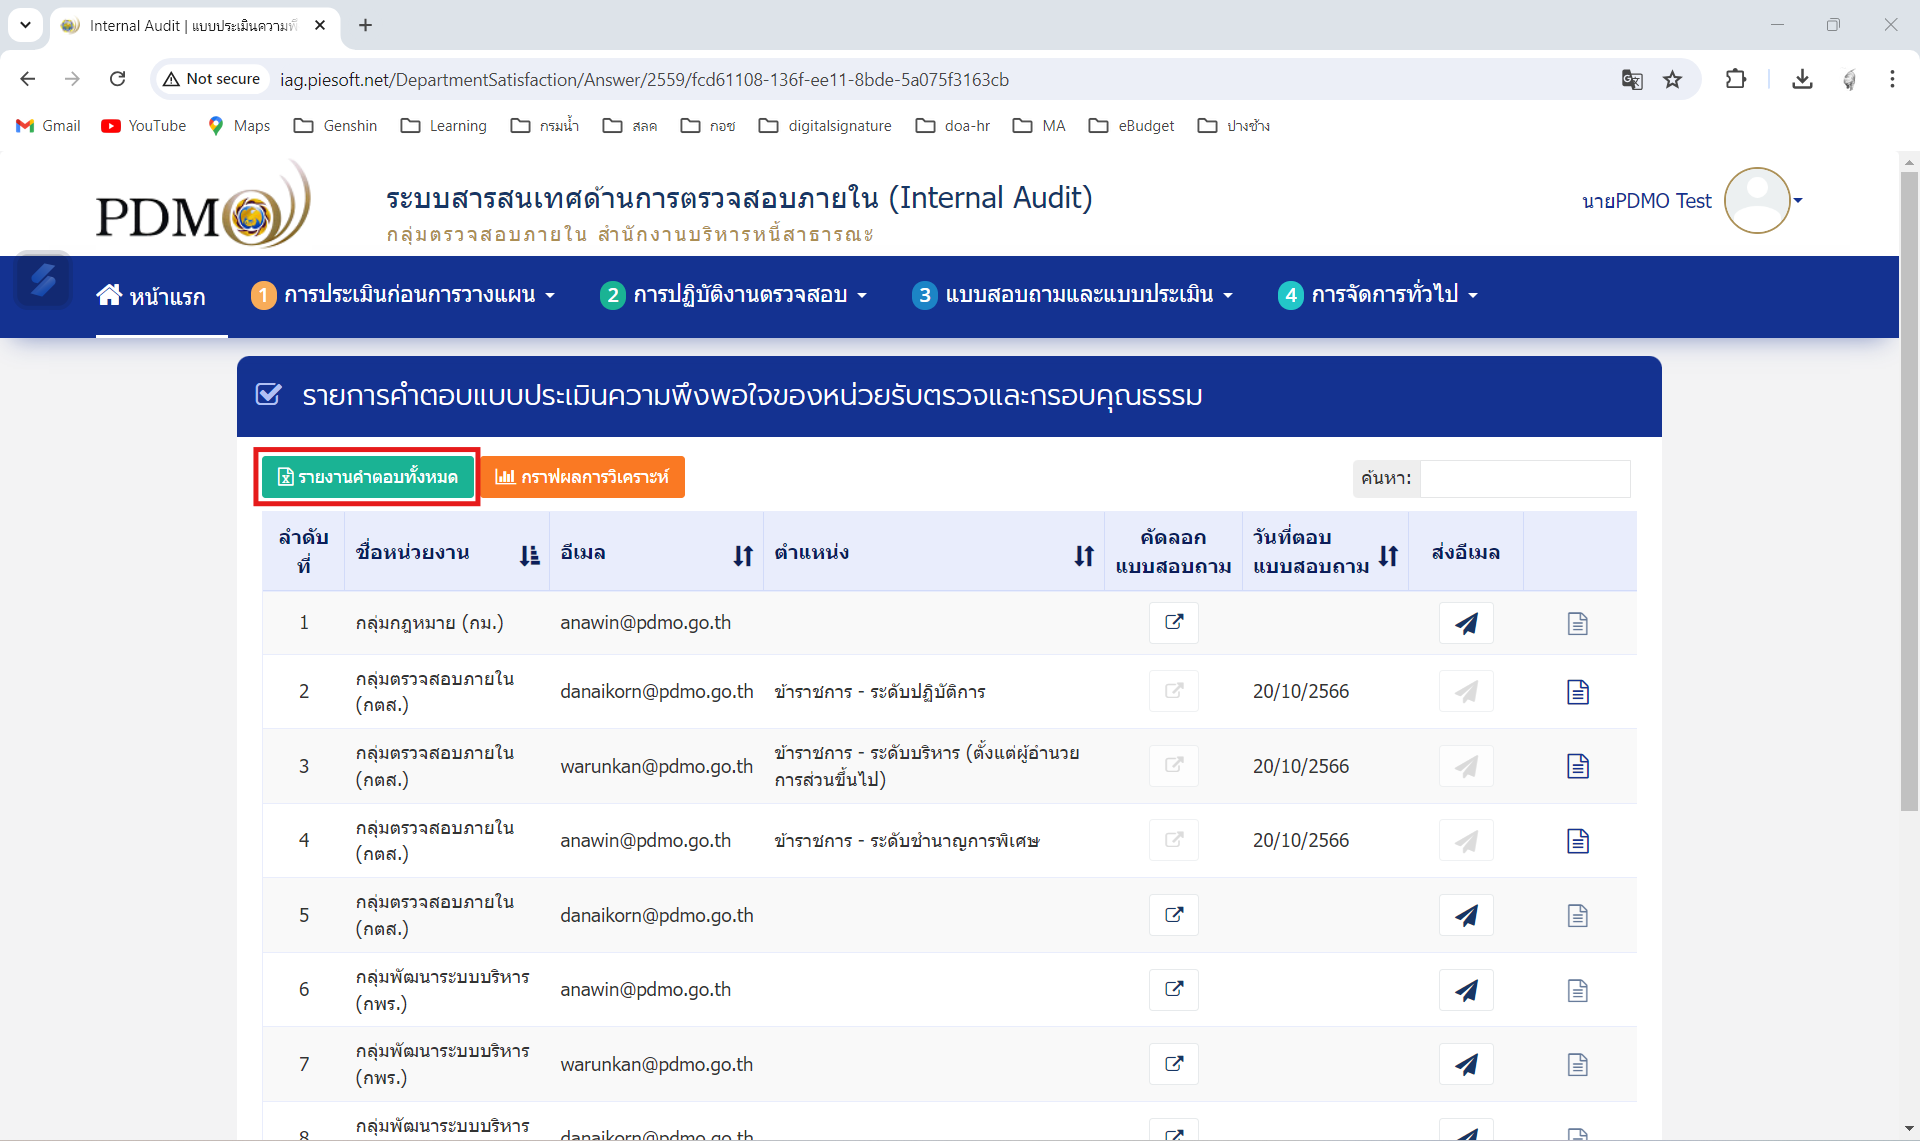 Internal Audit | แบบประเมินความพึ
Not secure
iag.piesoft.net/DepartmentSatisfaction/Answer/2559/fcd61108-136f-ee11-8bde-5a075f3163cb
Gmail YouTube Maps Genshin Learning กรมน้ำ สลค กอช digitalsignature doa-hr MA eBudget ปางช้าง
PDMO
ระบบสารสนเทศด้านการตรวจสอบภายใน (Internal Audit)
กลุ่มตรวจสอบภายใน สำนักงานบริหารหนี้สาธารณะ
นายPDMO Test
หน้าแรก 1 การประเมินก่อนการวางแผน 2 การปฏิบัติงานตรวจสอบ 3 แบบสอบถามและแบบประเมิน 4 การจัดการทั่วไป
รายการคำตอบแบบประเมินความพึงพอใจของหน่วยรับตรวจและกรอบคุณธรรม
รายงานคำตอบทั้งหมด กราฟผลการวิเคราะห์ ค้นหา:
ลำดับที่ ชื่อหน่วยงาน อีเมล ตำแหน่ง คัดลอกแบบสอบถาม วันที่ตอบแบบสอบถาม ส่งอีเมล
1 กลุ่มกฎหมาย (กม.) anawin@pdmo.go.th
2 กลุ่มตรวจสอบภายใน (กตส.) danaikorn@pdmo.go.th ข้าราชการ - ระดับปฏิบัติการ 20/10/2566
3 กลุ่มตรวจสอบภายใน (กตส.) warunkan@pdmo.go.th ข้าราชการ - ระดับบริหาร (ตั้งแต่ผู้อำนวยการส่วนขึ้นไป) 20/10/2566
4 กลุ่มตรวจสอบภายใน (กตส.) anawin@pdmo.go.th ข้าราชการ - ระดับชำนาญการพิเศษ 20/10/2566
5 กลุ่มตรวจสอบภายใน (กตส.) danaikorn@pdmo.go.th
6 กลุ่มพัฒนาระบบบริหาร (กพร.) anawin@pdmo.go.th
7 กลุ่มพัฒนาระบบบริหาร (กพร.) warunkan@pdmo.go.th
8 กลุ่มพัฒนาระบบบริหาร danaikorn@pdmo.go.th